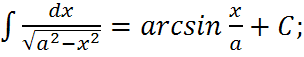 ∫ dx/√(a²−x²) = arcsin x/a + C;